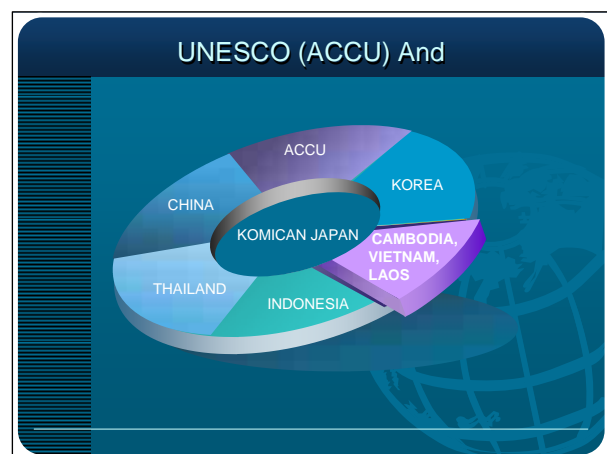 UNESCO (ACCU) And
ACCU
KOREA
CHINA
KOMICAN JAPAN
CAMBODIA,
VIETNAM,
LAOS
THAILAND
INDONESIA